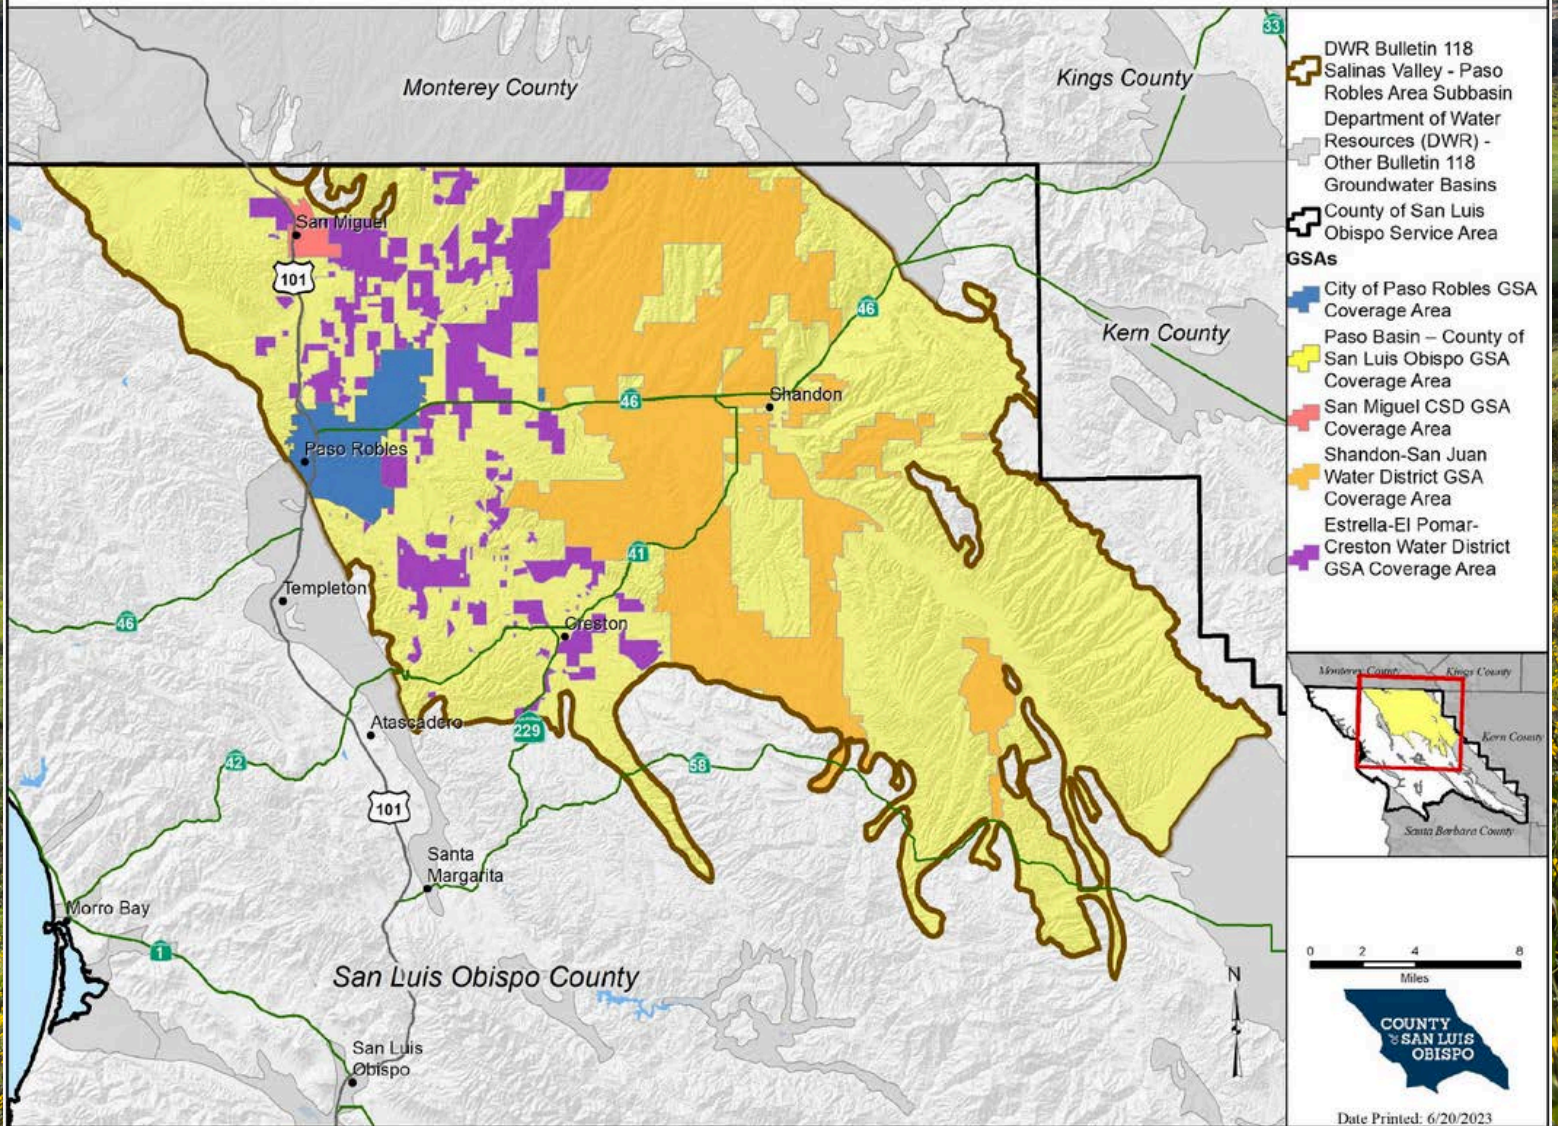 Monterey County
Kings County
33
San Miguel
101
46
Kern County
46
Shandon
Paso Robles
41
Templeton
46
Creston
Atascadero
229
42
58
101
Santa
Margarita
Morro Bay
1
San Luis Obispo County
N
San Luis
Obispo
DWR Bulletin 118
Salinas Valley - Paso
Robles Area Subbasin
Department of Water
Resources (DWR) -
Other Bulletin 118
Groundwater Basins
County of San Luis
Obispo Service Area
GSAs
City of Paso Robles GSA
Coverage Area
Paso Basin – County of
San Luis Obispo GSA
Coverage Area
San Miguel CSD GSA
Coverage Area
Shandon-San Juan
Water District GSA
Coverage Area
Estrella-El Pomar-
Creston Water District
GSA Coverage Area
Monterey County
Kings County
Kern County
Santa Barbara County
0 2 4 8
Miles
COUNTY
OF SAN LUIS
OBISPO
Date Printed: 6/20/2023